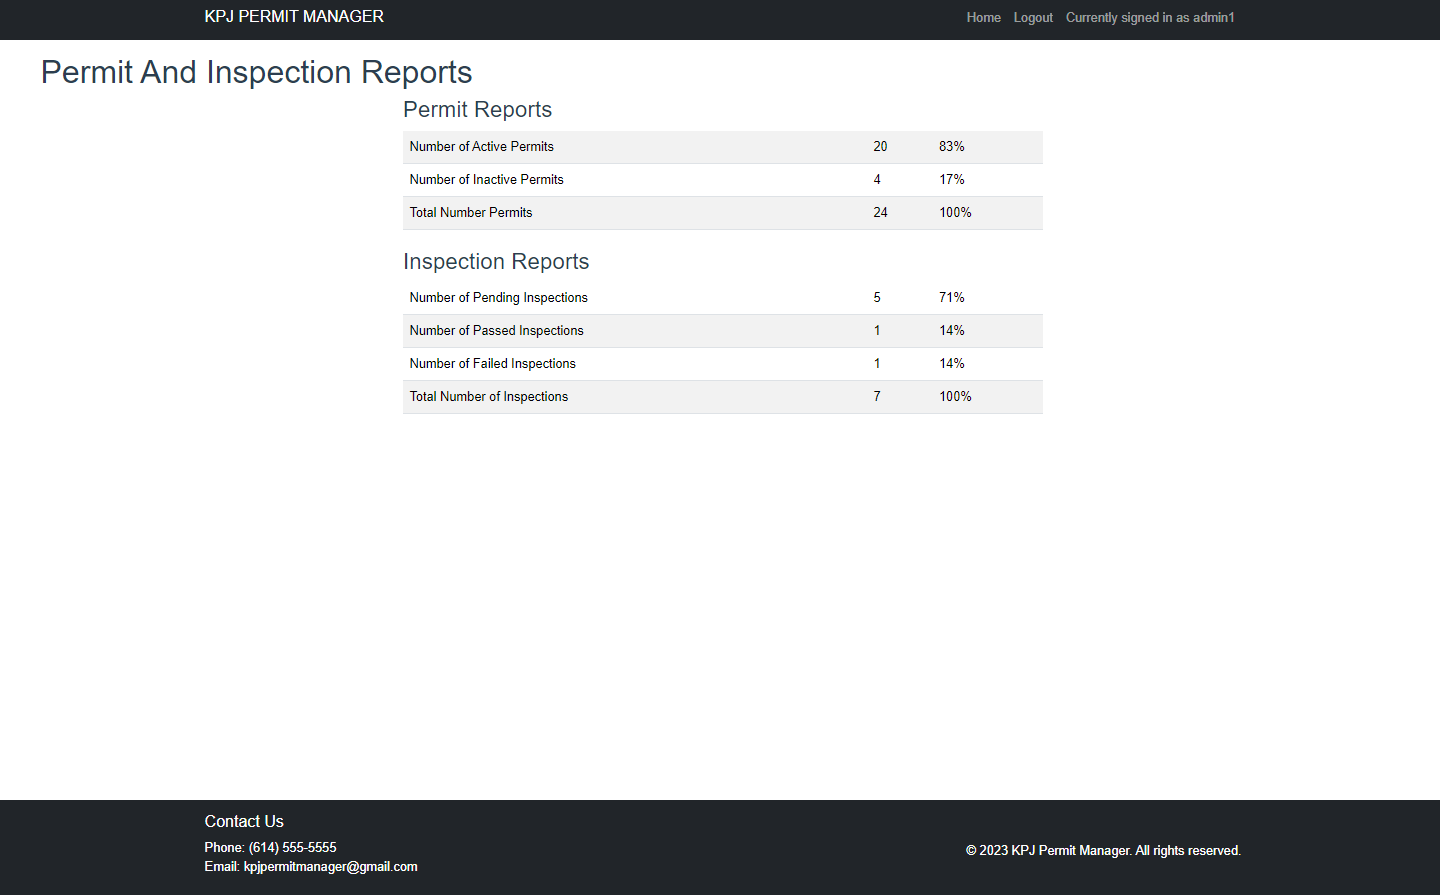 KPJ PERMIT MANAGER
Home Logout Currently signed in as admin1
Permit And Inspection Reports
Permit Reports
Number of Active Permits 20 83%
Number of Inactive Permits 4 17%
Total Number Permits 24 100%
Inspection Reports
Number of Pending Inspections 5 71%
Number of Passed Inspections 1 14%
Number of Failed Inspections 1 14%
Total Number of Inspections 7 100%
Contact Us
Phone: (614) 555-5555
Email: kpjpermitmanager@gmail.com
© 2023 KPJ Permit Manager. All rights reserved.